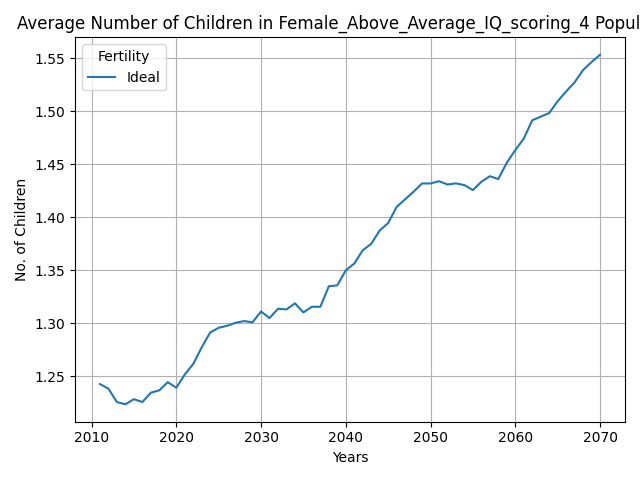 Average Number of Children in Female_Above_Average_IQ_scoring_4 Popul
Fertility
Ideal
1.55
1.50
1.45
1.40
1.35
1.30
1.25
No. of Children
2010 2020 2030 2040 2050 2060 2070
Years